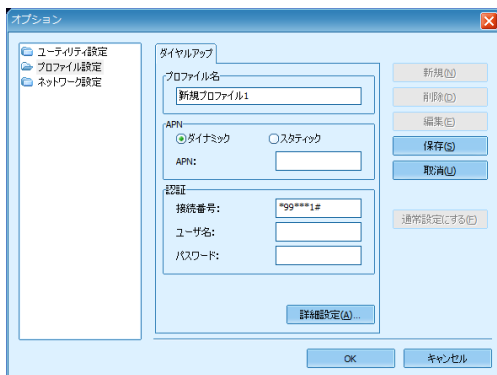 オプション
ユーティリティ設定
プロファイル設定
ネットワーク設定
ダイヤルアップ
プロファイル名
新規プロファイル1
APN
ダイナミック
スタティック
APN:
認証
接続番号:
*99***1#
ユーザ名:
パスワード:
詳細設定(A)...
新規(N)
削除(D)
編集(E)
保存(S)
取消(U)
通常設定にする(F)
OK
キャンセル